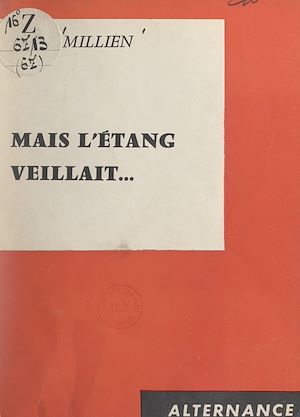 16°
Z
6213
(62)
MILLIEN
MAIS L'ÉTANG
VEILLAIT...
ALTERNANCE